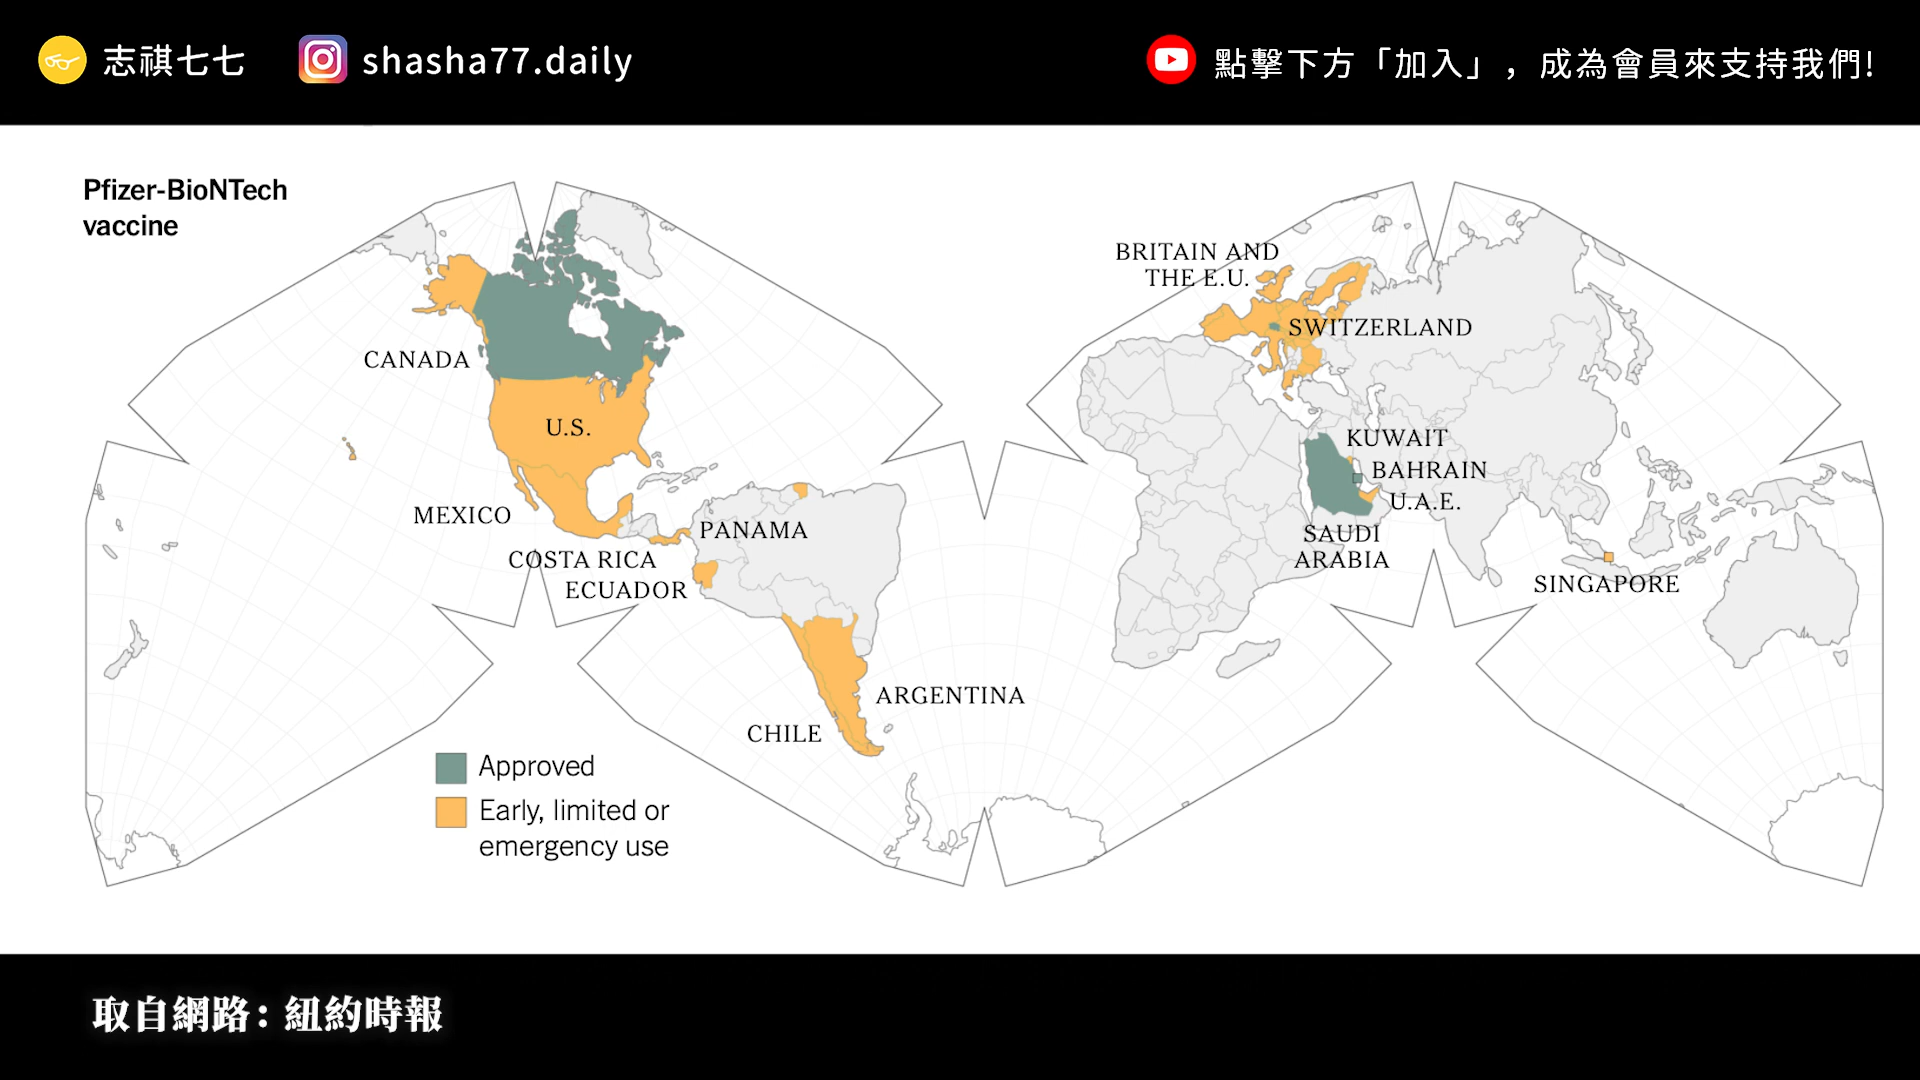 志祺七七
shasha77.daily
點擊下方「加入」，成為會員來支持我們!
Pfizer-BioNTech
vaccine
BRITAIN AND
THE E.U.
SWITZERLAND
CANADA
U.S.
KUWAIT
BAHRAIN
U.A.E.
MEXICO
PANAMA
SAUDI
ARABIA
COSTA RICA
ECUADOR
SINGAPORE
ARGENTINA
CHILE
Approved
Early, limited or
emergency use
取自網路：紐約時報